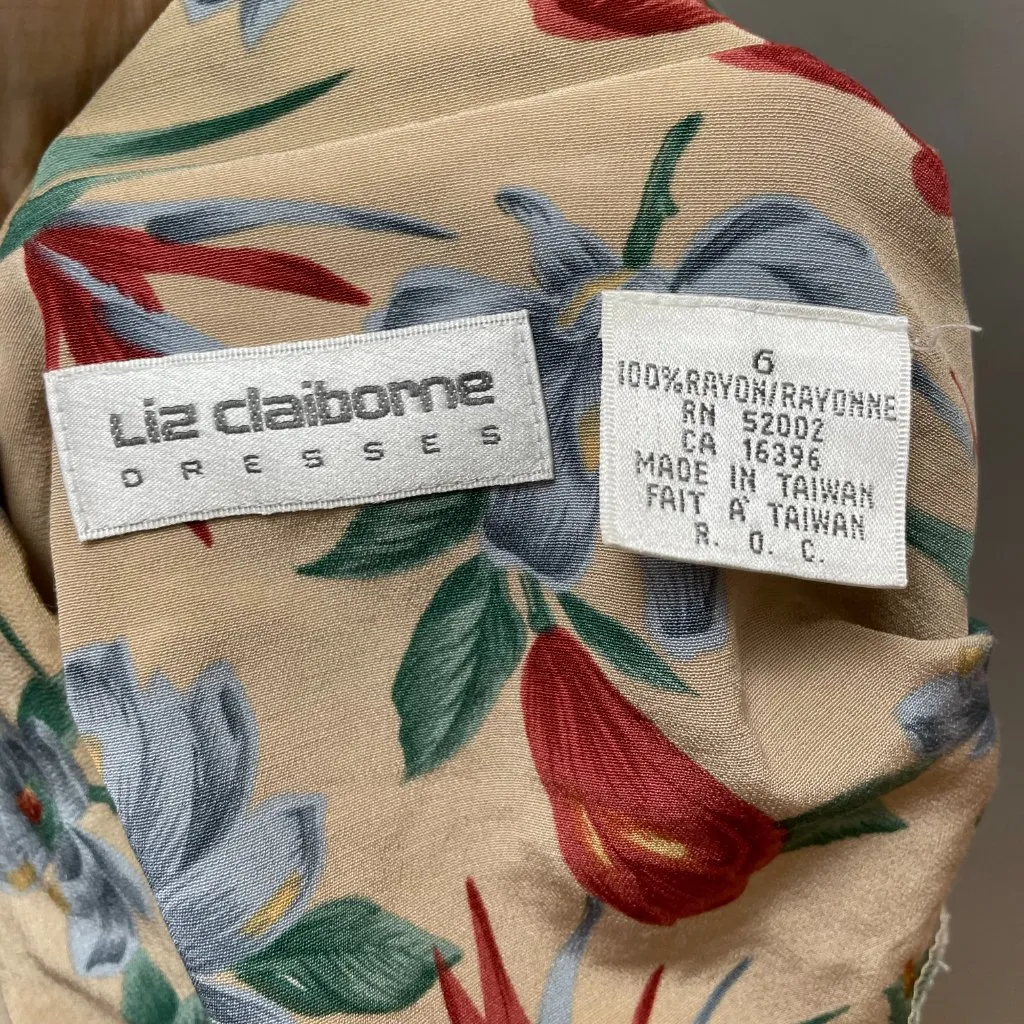 Liz claiborne
DRESSES
6
100% RAYON/RAYONNE
RN 52002
CA 16396
MADE IN TAIWAN
FAIT À TAIWAN
R. O. C.